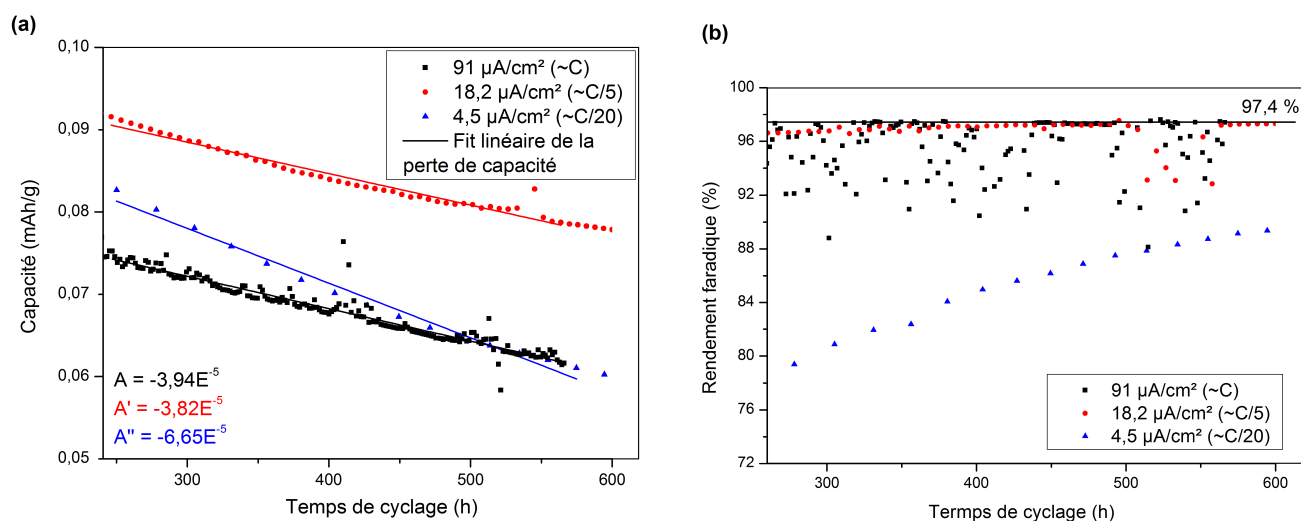 (a)
0,10
0,09
0,08
0,07
0,06
0,05
Capacité (mAh/g)
91 µA/cm² (~C)
18,2 µA/cm² (~C/5)
4,5 µA/cm² (~C/20)
Fit linéaire de la
perte de capacité
A = -3,94E-5
A' = -3,82E-5
A'' = -6,65E-5
300
400
500
600
Temps de cyclage (h)
(b)
100
96
92
88
84
80
76
72
Rendement faradique (%)
97,4 %
91 µA/cm² (~C)
18,2 µA/cm² (~C/5)
4,5 µA/cm² (~C/20)
300
400
500
600
Termps de cyclage (h)